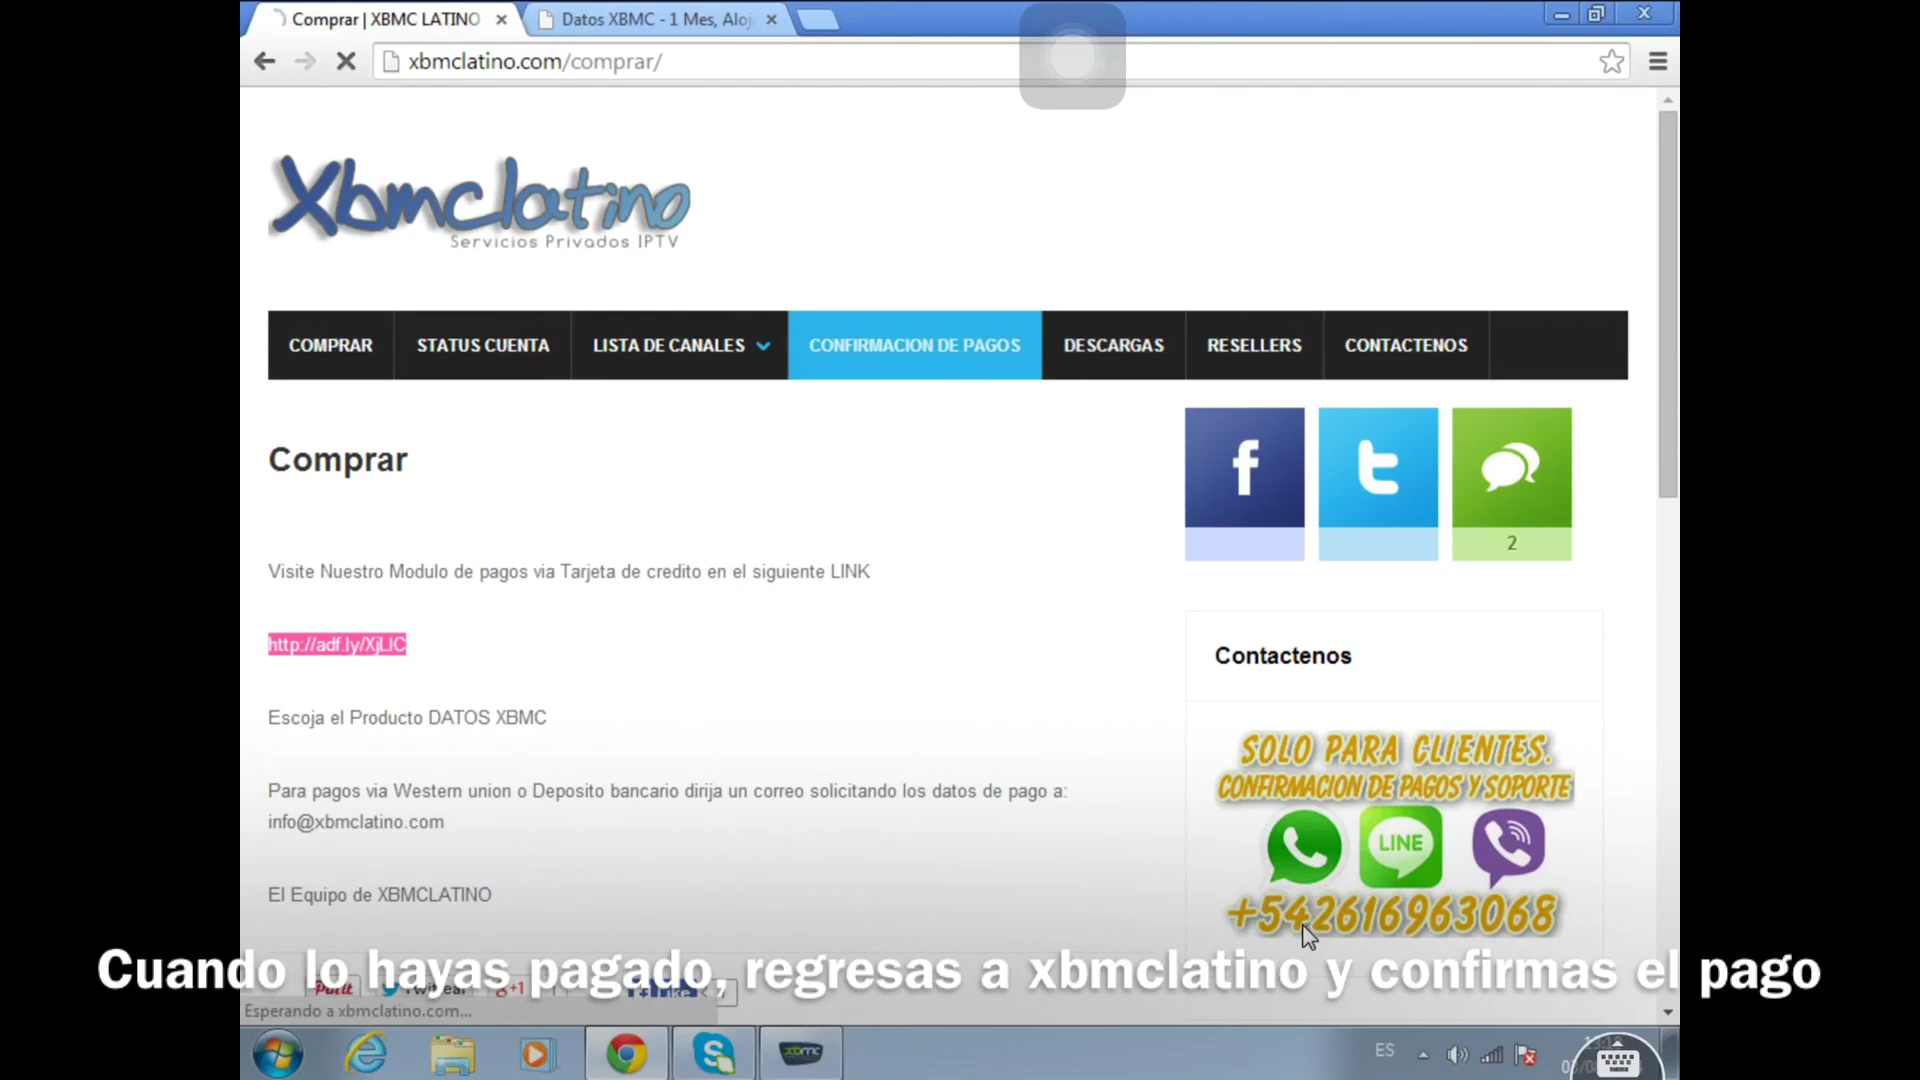 Comprar | XBMC LATINO
Datos XBMC - 1 Mes, Aloj
xbmclatino.com/comprar/
Xbmclatino
Servicios Privados IPTV
COMPRAR
STATUS CUENTA
LISTA DE CANALES
CONFIRMACION DE PAGOS
DESCARGAS
RESELLERS
CONTACTENOS
Comprar
2
Visite Nuestro Modulo de pagos via Tarjeta de credito en el siguiente LINK
http://adf.ly/XjLIC
Escoja el Producto DATOS XBMC
Para pagos via Western union o Deposito bancario dirija un correo solicitando los datos de pago a:
info@xbmclatino.com
El Equipo de XBMCLATINO
Contactenos
SOLO PARA CLIENTES.
CONFIRMACION DE PAGOS Y SOPORTE
LINE
+542616963068
Cuando lo hayas pagado, regresas a xbmclatino y confirmas el pago
Esperando a xbmclatino.com...
xbmc
ES